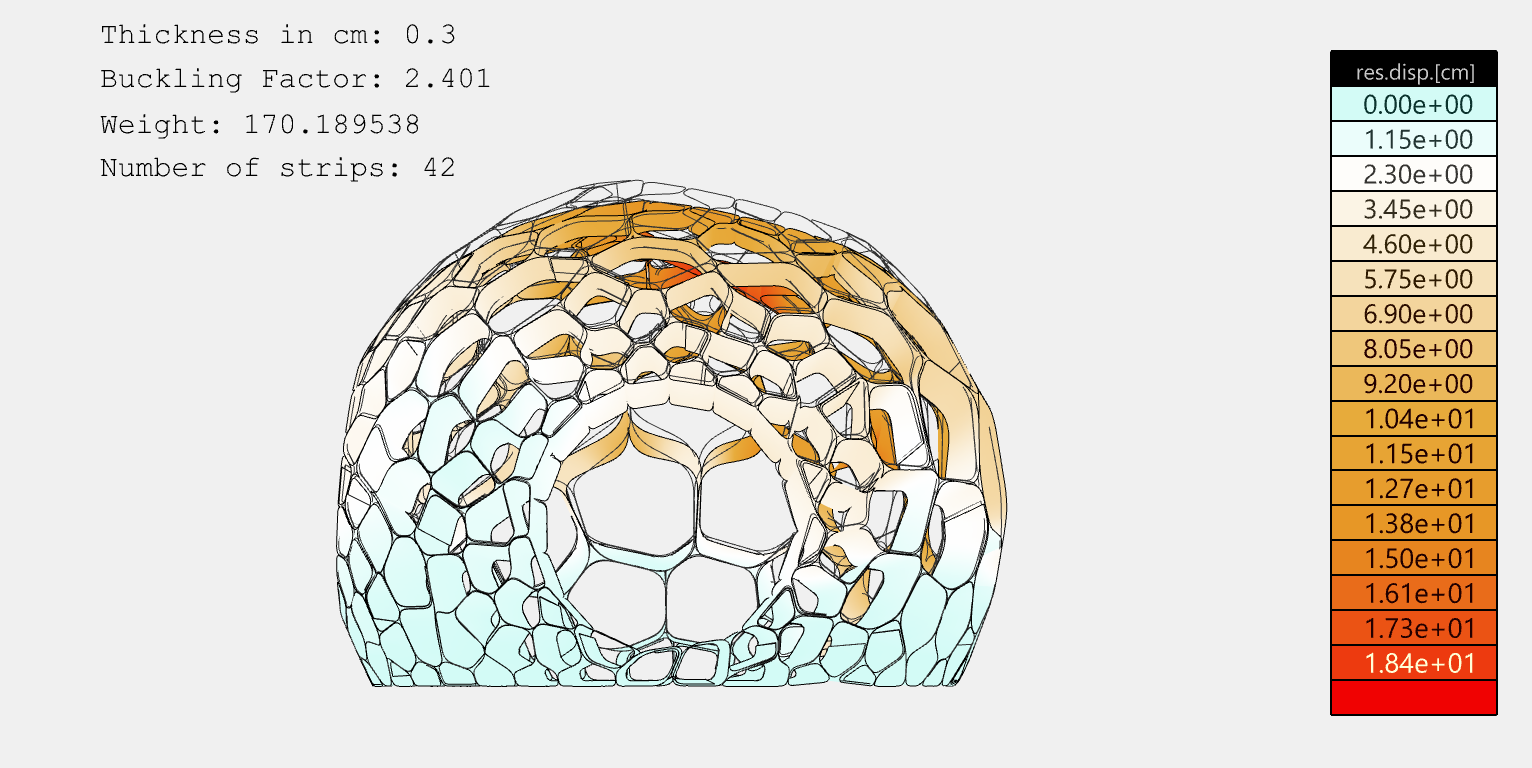 Thickness in cm: 0.3
Buckling Factor: 2.401
Weight: 170.189538
Number of strips: 42
res.disp.[cm]
0.00e+00
1.15e+00
2.30e+00
3.45e+00
4.60e+00
5.75e+00
6.90e+00
8.05e+00
9.20e+00
1.04e+01
1.15e+01
1.27e+01
1.38e+01
1.50e+01
1.61e+01
1.73e+01
1.84e+01